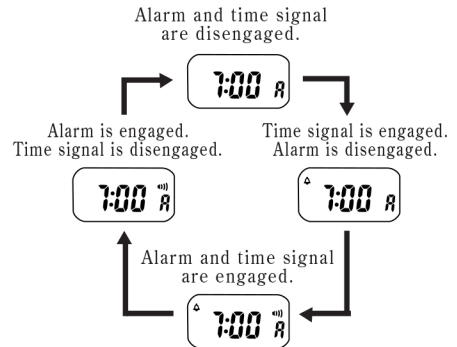 Alarm and time signal
are disengaged.
7:00 A
Alarm is engaged.
Time signal is disengaged.
Time signal is engaged.
Alarm is disengaged.
7:00 A
7:00 A
Alarm and time signal
are engaged.
7:00 A